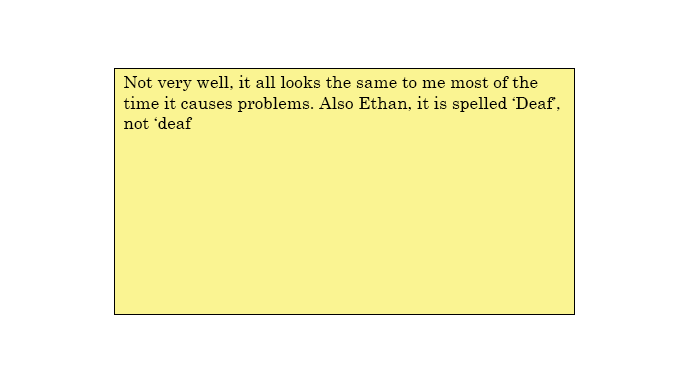 Not very well, it all looks the same to me most of the
time it causes problems. Also Ethan, it is spelled ‘Deaf’,
not ‘deaf